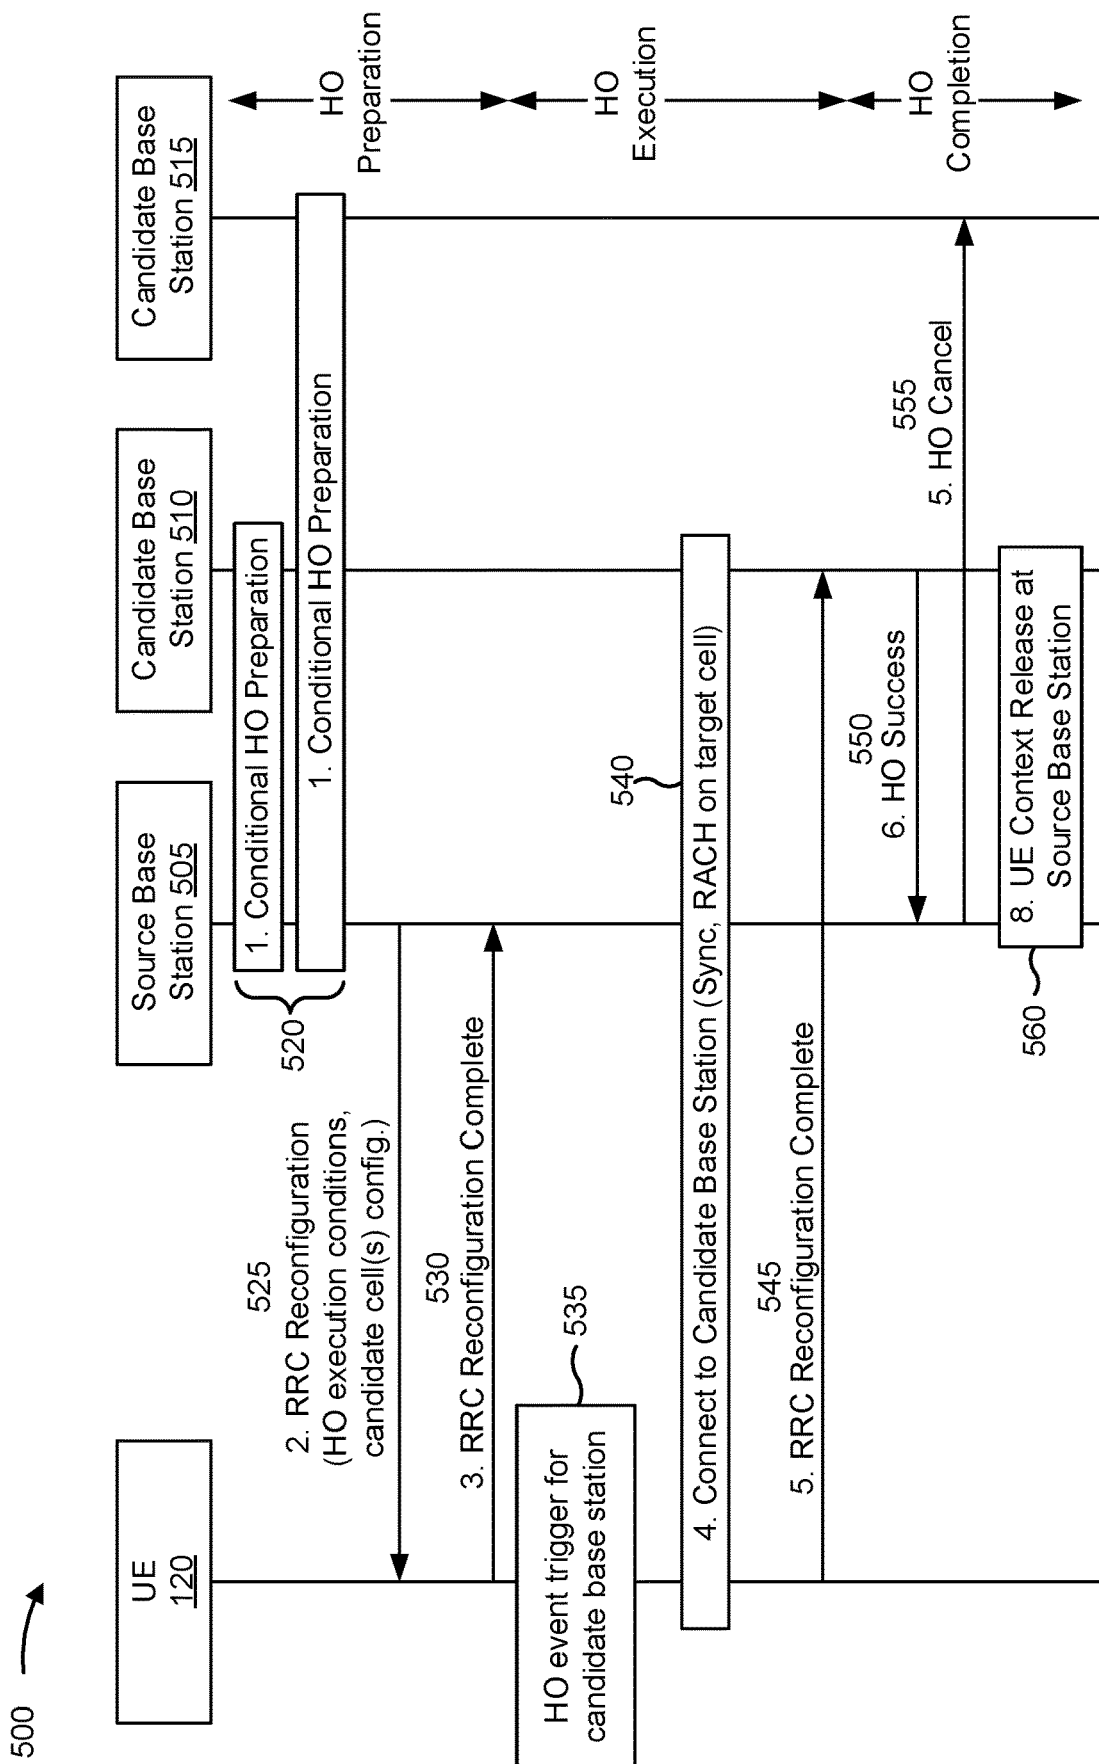 500
UE
120
Source Base
Station 505
Candidate Base
Station 510
Candidate Base
Station 515
1. Conditional HO Preparation
1. Conditional HO Preparation
520
HO
Preparation
525
2. RRC Reconfiguration
(HO execution conditions,
candidate cell(s) config.)
530
3. RRC Reconfiguration Complete
HO event trigger for
candidate base station
535
HO
Execution
540
4. Connect to Candidate Base Station (Sync, RACH on target cell)
545
5. RRC Reconfiguration Complete
550
6. HO Success
555
5. HO Cancel
HO
Completion
8. UE Context Release at
Source Base Station
560